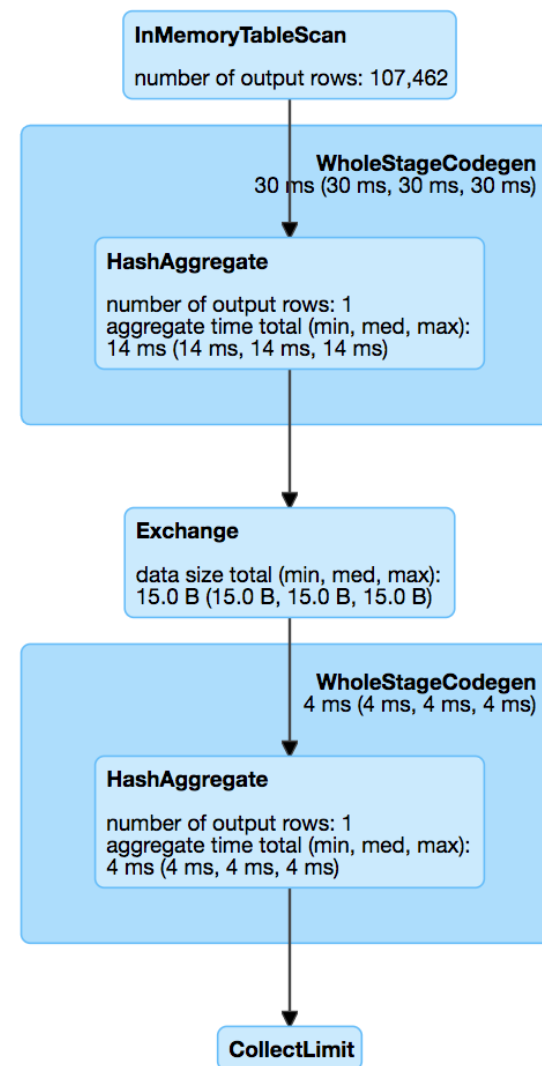 InMemoryTableScan
number of output rows: 107,462
WholeStageCodegen
30 ms (30 ms, 30 ms, 30 ms)
HashAggregate
number of output rows: 1
aggregate time total (min, med, max):
14 ms (14 ms, 14 ms, 14 ms)
Exchange
data size total (min, med, max):
15.0 B (15.0 B, 15.0 B, 15.0 B)
WholeStageCodegen
4 ms (4 ms, 4 ms, 4 ms)
HashAggregate
number of output rows: 1
aggregate time total (min, med, max):
4 ms (4 ms, 4 ms, 4 ms)
CollectLimit